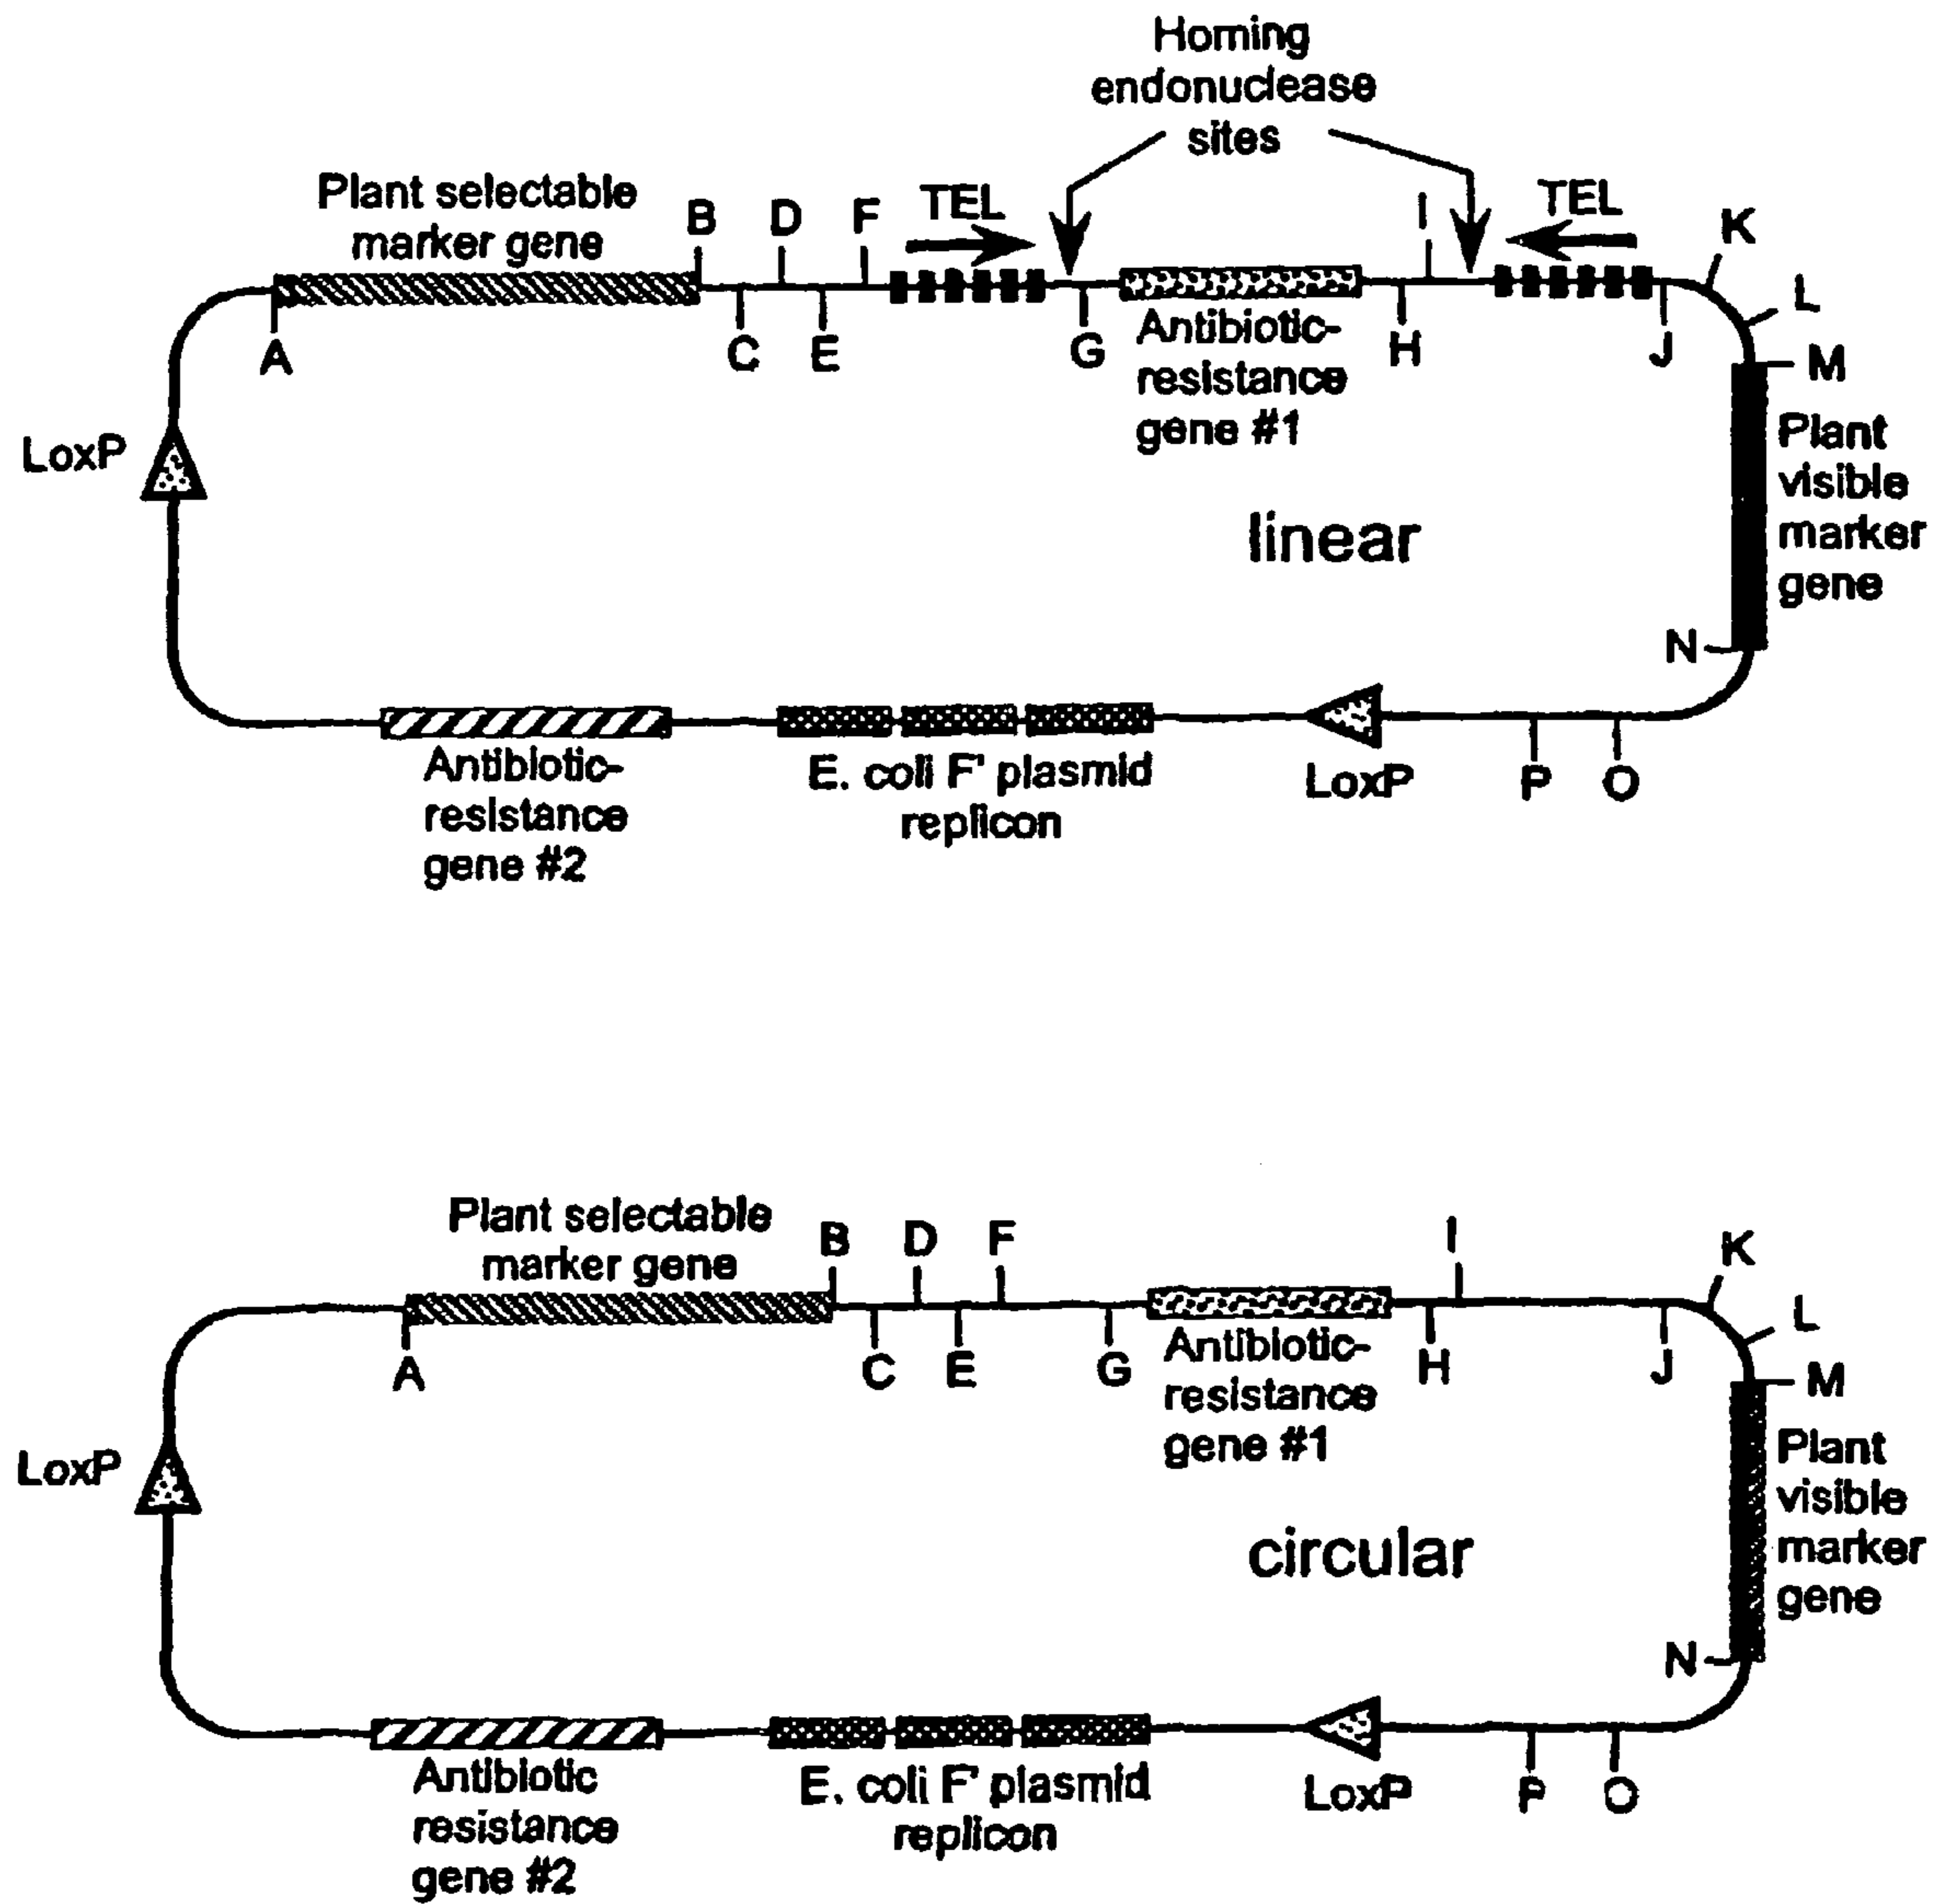 Homing
endonuclease
sites
Plant selectable
marker gene
B
D
F
TEL
I
TEL
K
L
M
A
C
E
G
Antibiotic-
resistance
gene #1
H
J
Plant
visible
marker
gene
LoxP
linear
N
Antibiotic-
resistance
gene #2
E. coli F' plasmid
replicon
LoxP
P
O
Plant selectable
marker gene
B
D
F
I
K
L
M
A
C
E
G
Antibiotic-
resistance
gene #1
H
J
Plant
visible
marker
gene
LoxP
circular
N
Antibiotic
resistance
gene #2
E. coli F' plasmid
replicon
LoxP
P
O